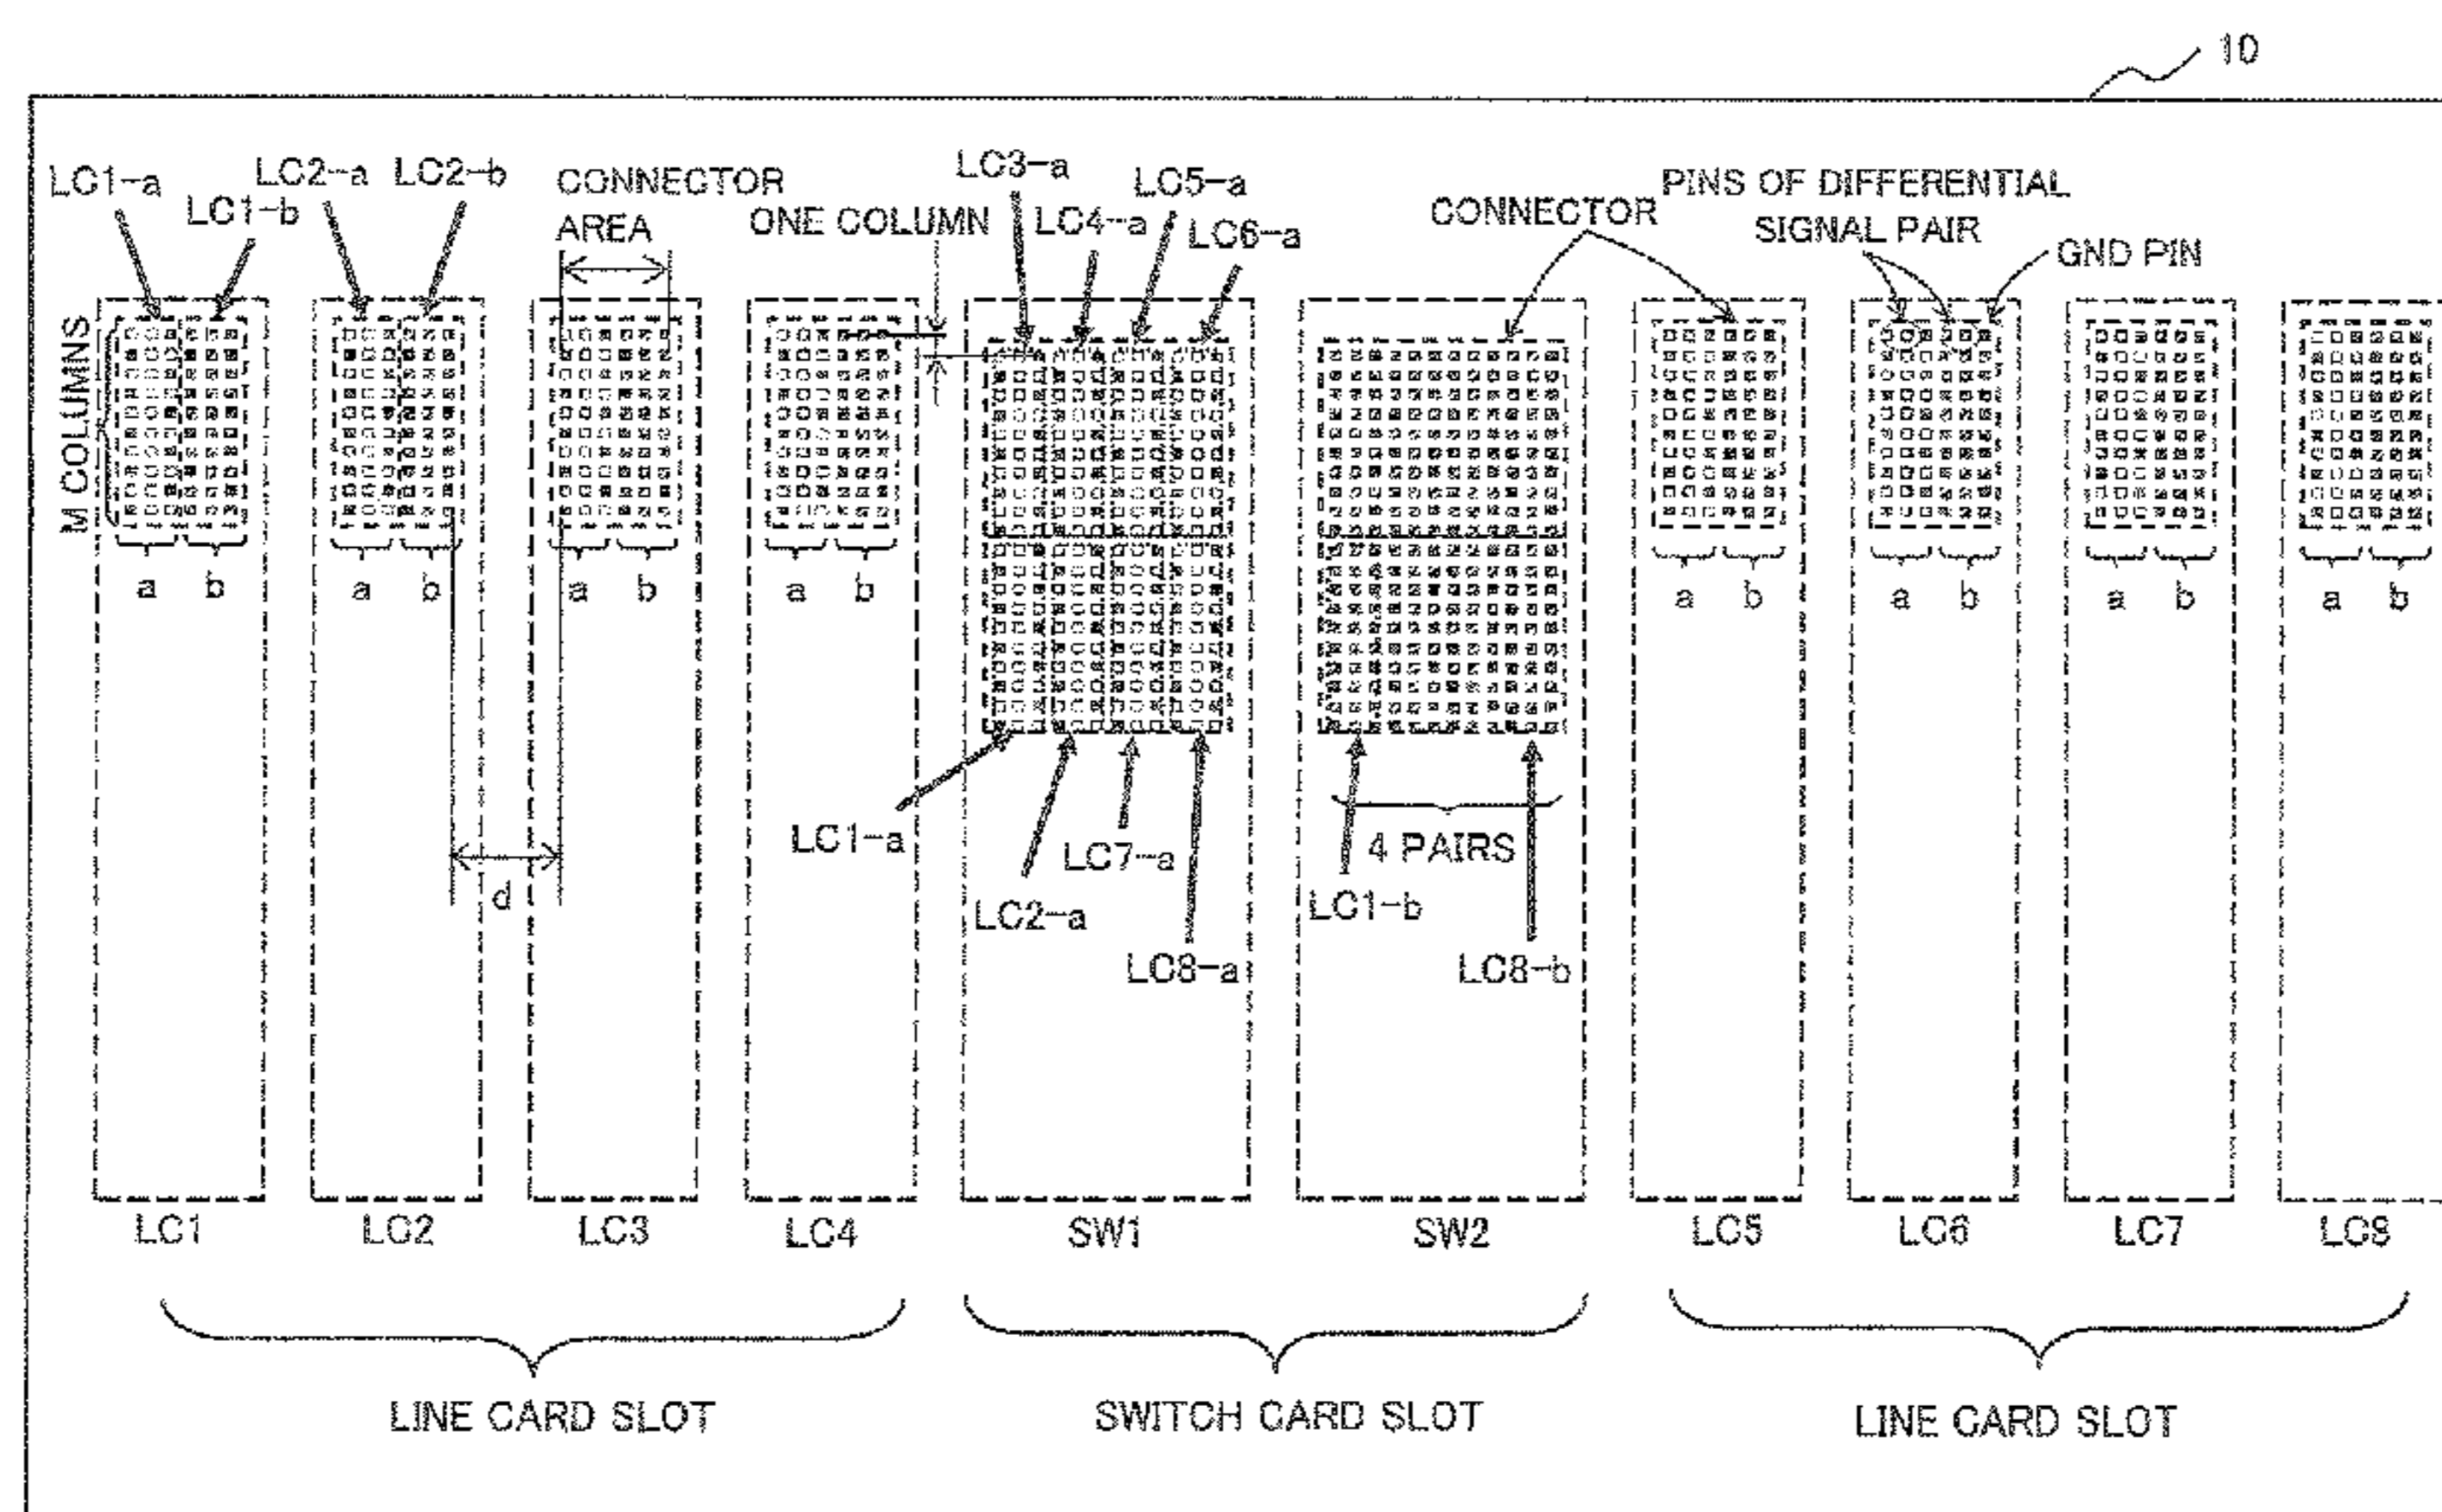 10
LC1-a
LC1-b
LC2-a
LC2-b
CONNECTOR
AREA
ONE COLUMN
LC3-a
LC4-a
LC5-a
LC6-a
CONNECTOR
PINS OF DIFFERENTIAL
SIGNAL PAIR
GND PIN
M COLUMNS
a b
a b
a b
a b
a b
a b
a b
a b
d
LC1-a
LC2-a
LC7-a
LC8-a
4 PAIRS
LC1-b
LC8-b
LC1
LC2
LC3
LC4
SW1
SW2
LC5
LC6
LC7
LC8
LINE CARD SLOT
SWITCH CARD SLOT
LINE CARD SLOT